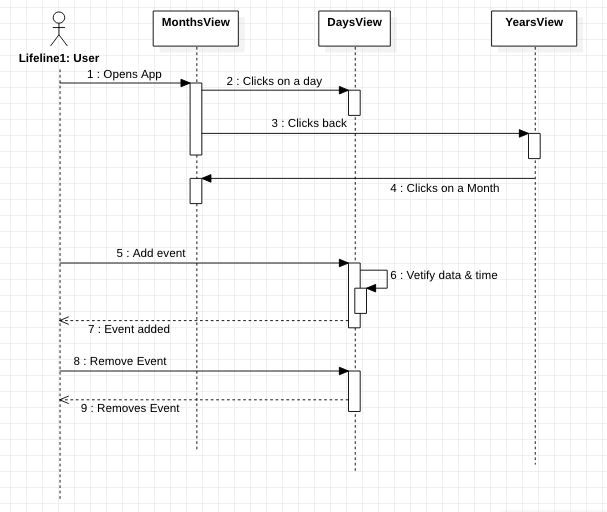 MonthsView
DaysView
YearsView
Lifeline1: User
1 : Opens App
2 : Clicks on a day
3 : Clicks back
4 : Clicks on a Month
5 : Add event
6 : Vetify data & time
7 : Event added
8 : Remove Event
9 : Removes Event